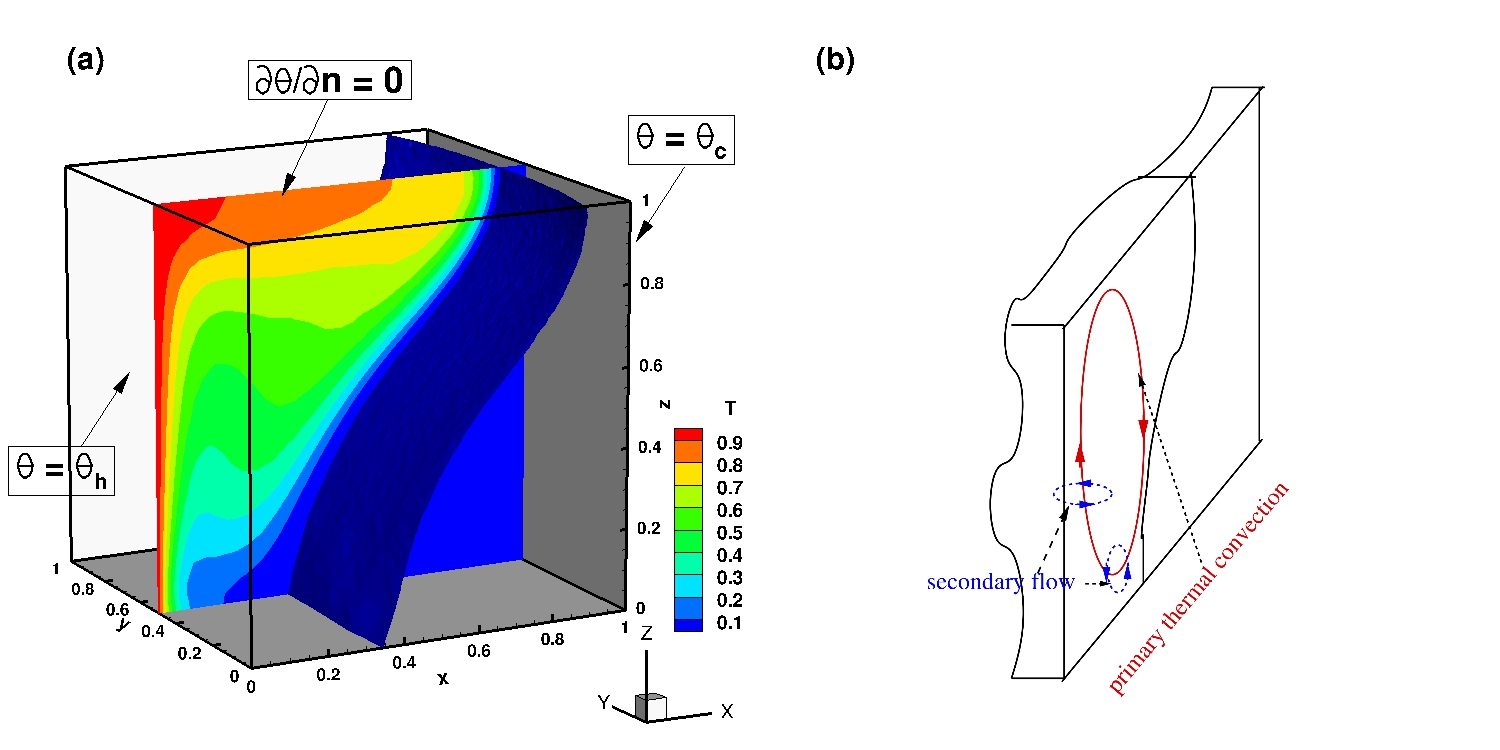 (a)
∂θ/∂n = 0
θ = θc
θ = θh
1
0.8
0.6
0.4
0.2
0
z
1
0.8
0.6
0.4
0.2
0
y
0
0.2
0.4
0.6
0.8
1
x
T
0.9
0.8
0.7
0.6
0.5
0.4
0.3
0.2
0.1
Z
Y
X
(b)
secondary flow
primary thermal convection